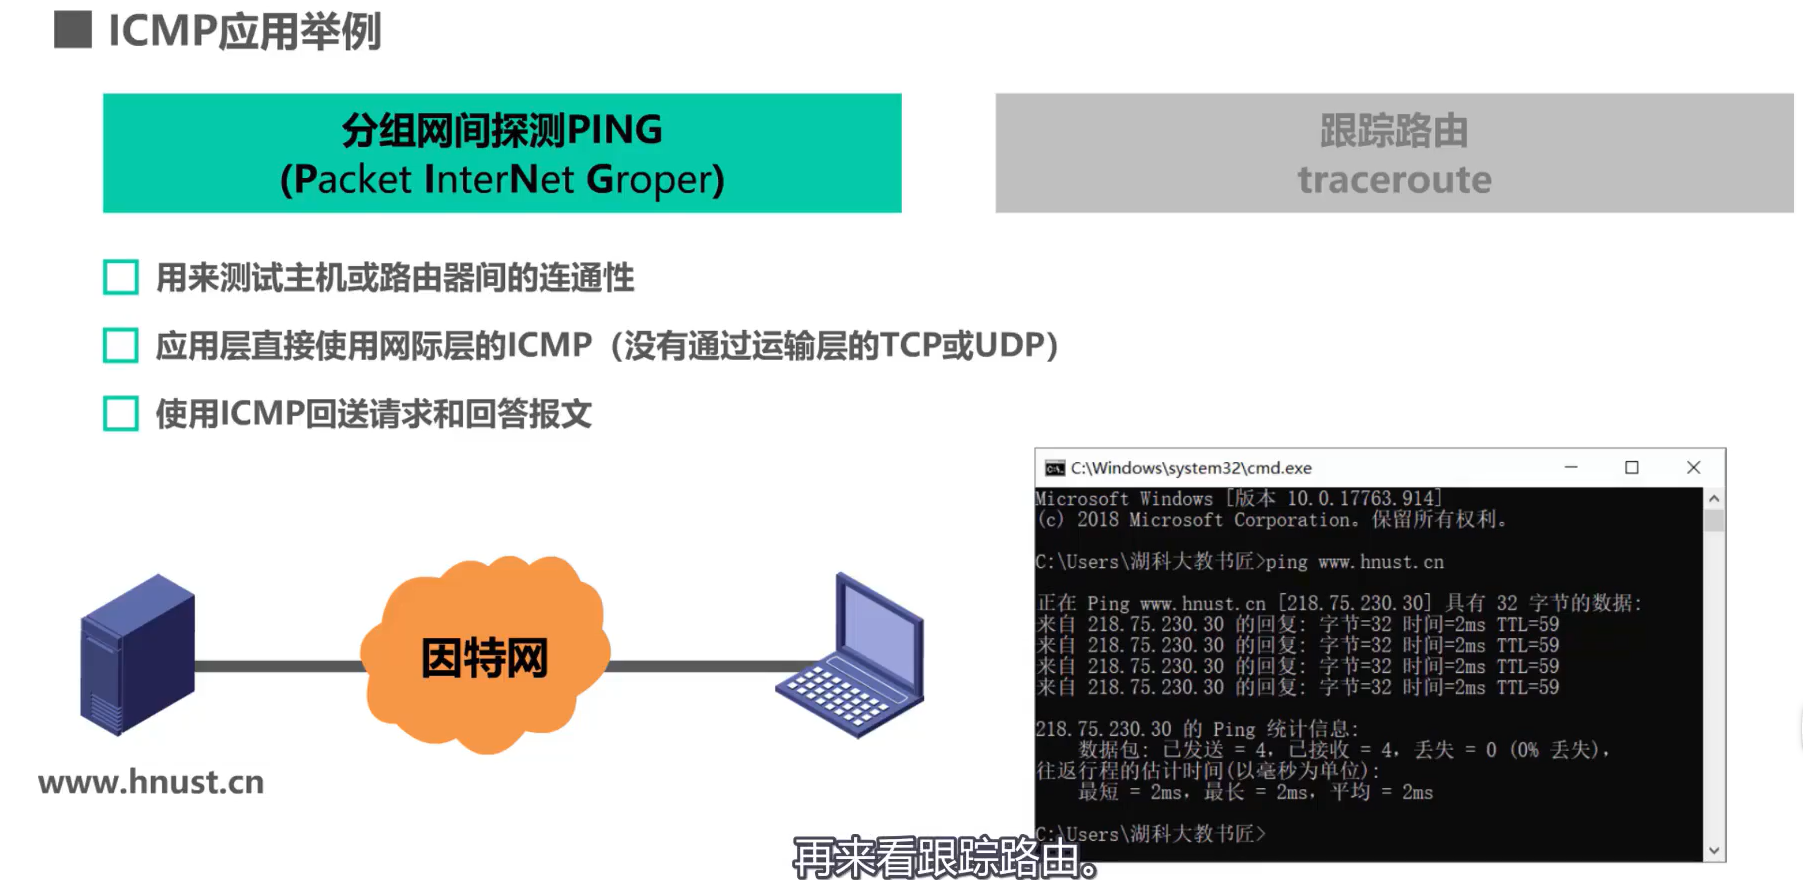 ICMP应用举例
分组网间探测PING
(Packet InterNet Groper)
跟踪路由
traceroute
用来测试主机或路由器间的连通性
应用层直接使用网际层的ICMP（没有通过运输层的TCP或UDP）
使用ICMP回送请求和回答报文
因特网
www.hnust.cn
C:\Windows\system32\cmd.exe
Microsoft Windows [版本 10.0.17763.914]
(c) 2018 Microsoft Corporation。保留所有权利。
C:\Users\湖科大教书匠>ping www.hnust.cn
正在 Ping www.hnust.cn [218.75.230.30] 具有 32 字节的数据:
来自 218.75.230.30 的回复: 字节=32 时间=2ms TTL=59
来自 218.75.230.30 的回复: 字节=32 时间=2ms TTL=59
来自 218.75.230.30 的回复: 字节=32 时间=2ms TTL=59
来自 218.75.230.30 的回复: 字节=32 时间=2ms TTL=59
218.75.230.30 的 Ping 统计信息:
数据包: 已发送 = 4，已接收 = 4，丢失 = 0 (0% 丢失)，
往返行程的估计时间(以毫秒为单位):
最短 = 2ms，最长 = 2ms，平均 = 2ms
C:\Users\湖科大教书匠>
再来看跟踪路由。